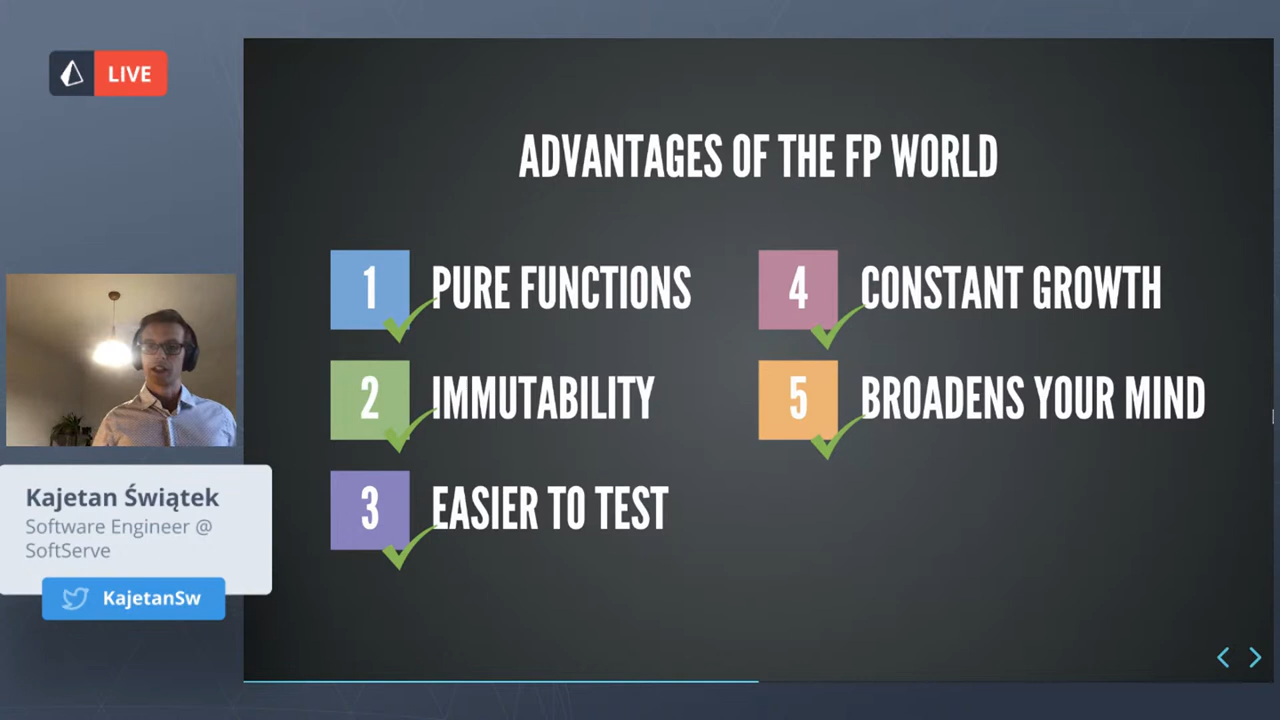 LIVE
ADVANTAGES OF THE FP WORLD
1 PURE FUNCTIONS
2 IMMUTABILITY
3 EASIER TO TEST
4 CONSTANT GROWTH
5 BROADENS YOUR MIND
Kajetan Świątek
Software Engineer @
SoftServe
KajetanSw